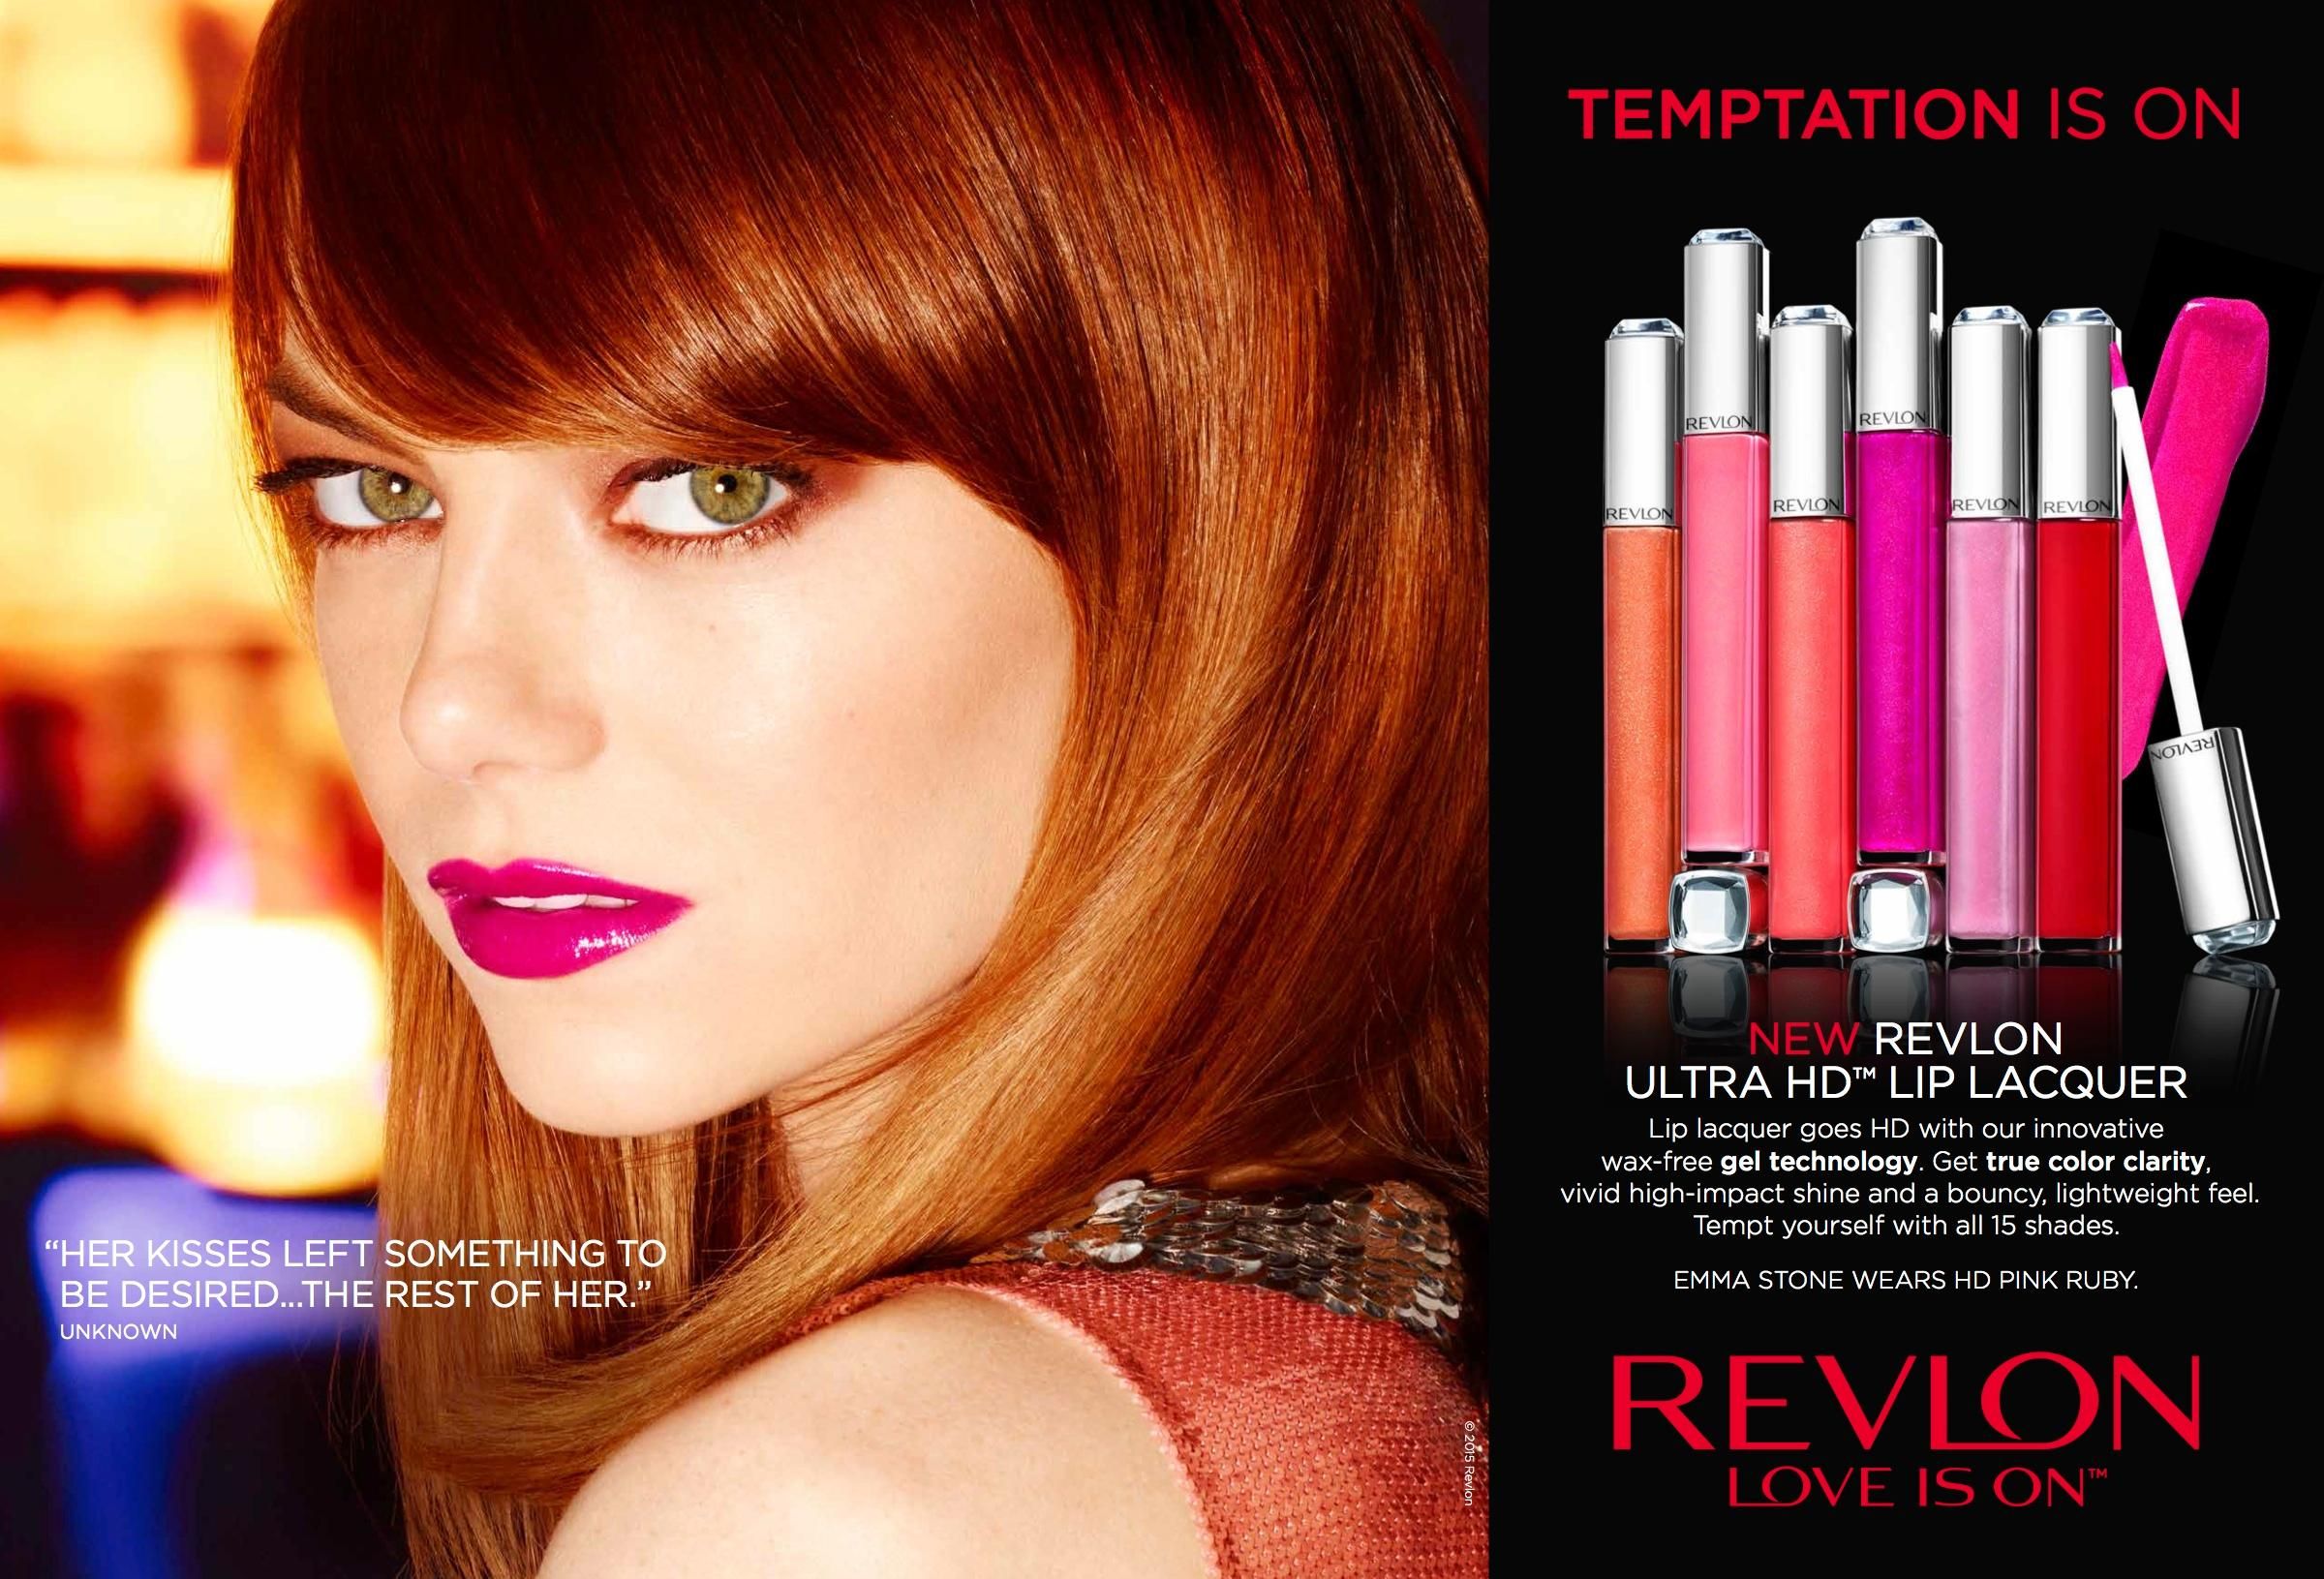 TEMPTATION IS ON
REVLON
REVLON
REVLON
REVLON
REVLON
REVLON
REVLON
NEW REVLON
ULTRA HD™ LIP LACQUER
Lip lacquer goes HD with our innovative
wax-free gel technology. Get true color clarity,
vivid high-impact shine and a bouncy, lightweight feel.
Tempt yourself with all 15 shades.
EMMA STONE WEARS HD PINK RUBY.
REVLON
LOVE IS ON™
“HER KISSES LEFT SOMETHING TO
BE DESIRED...THE REST OF HER.”
UNKNOWN
© 2015 Revlon